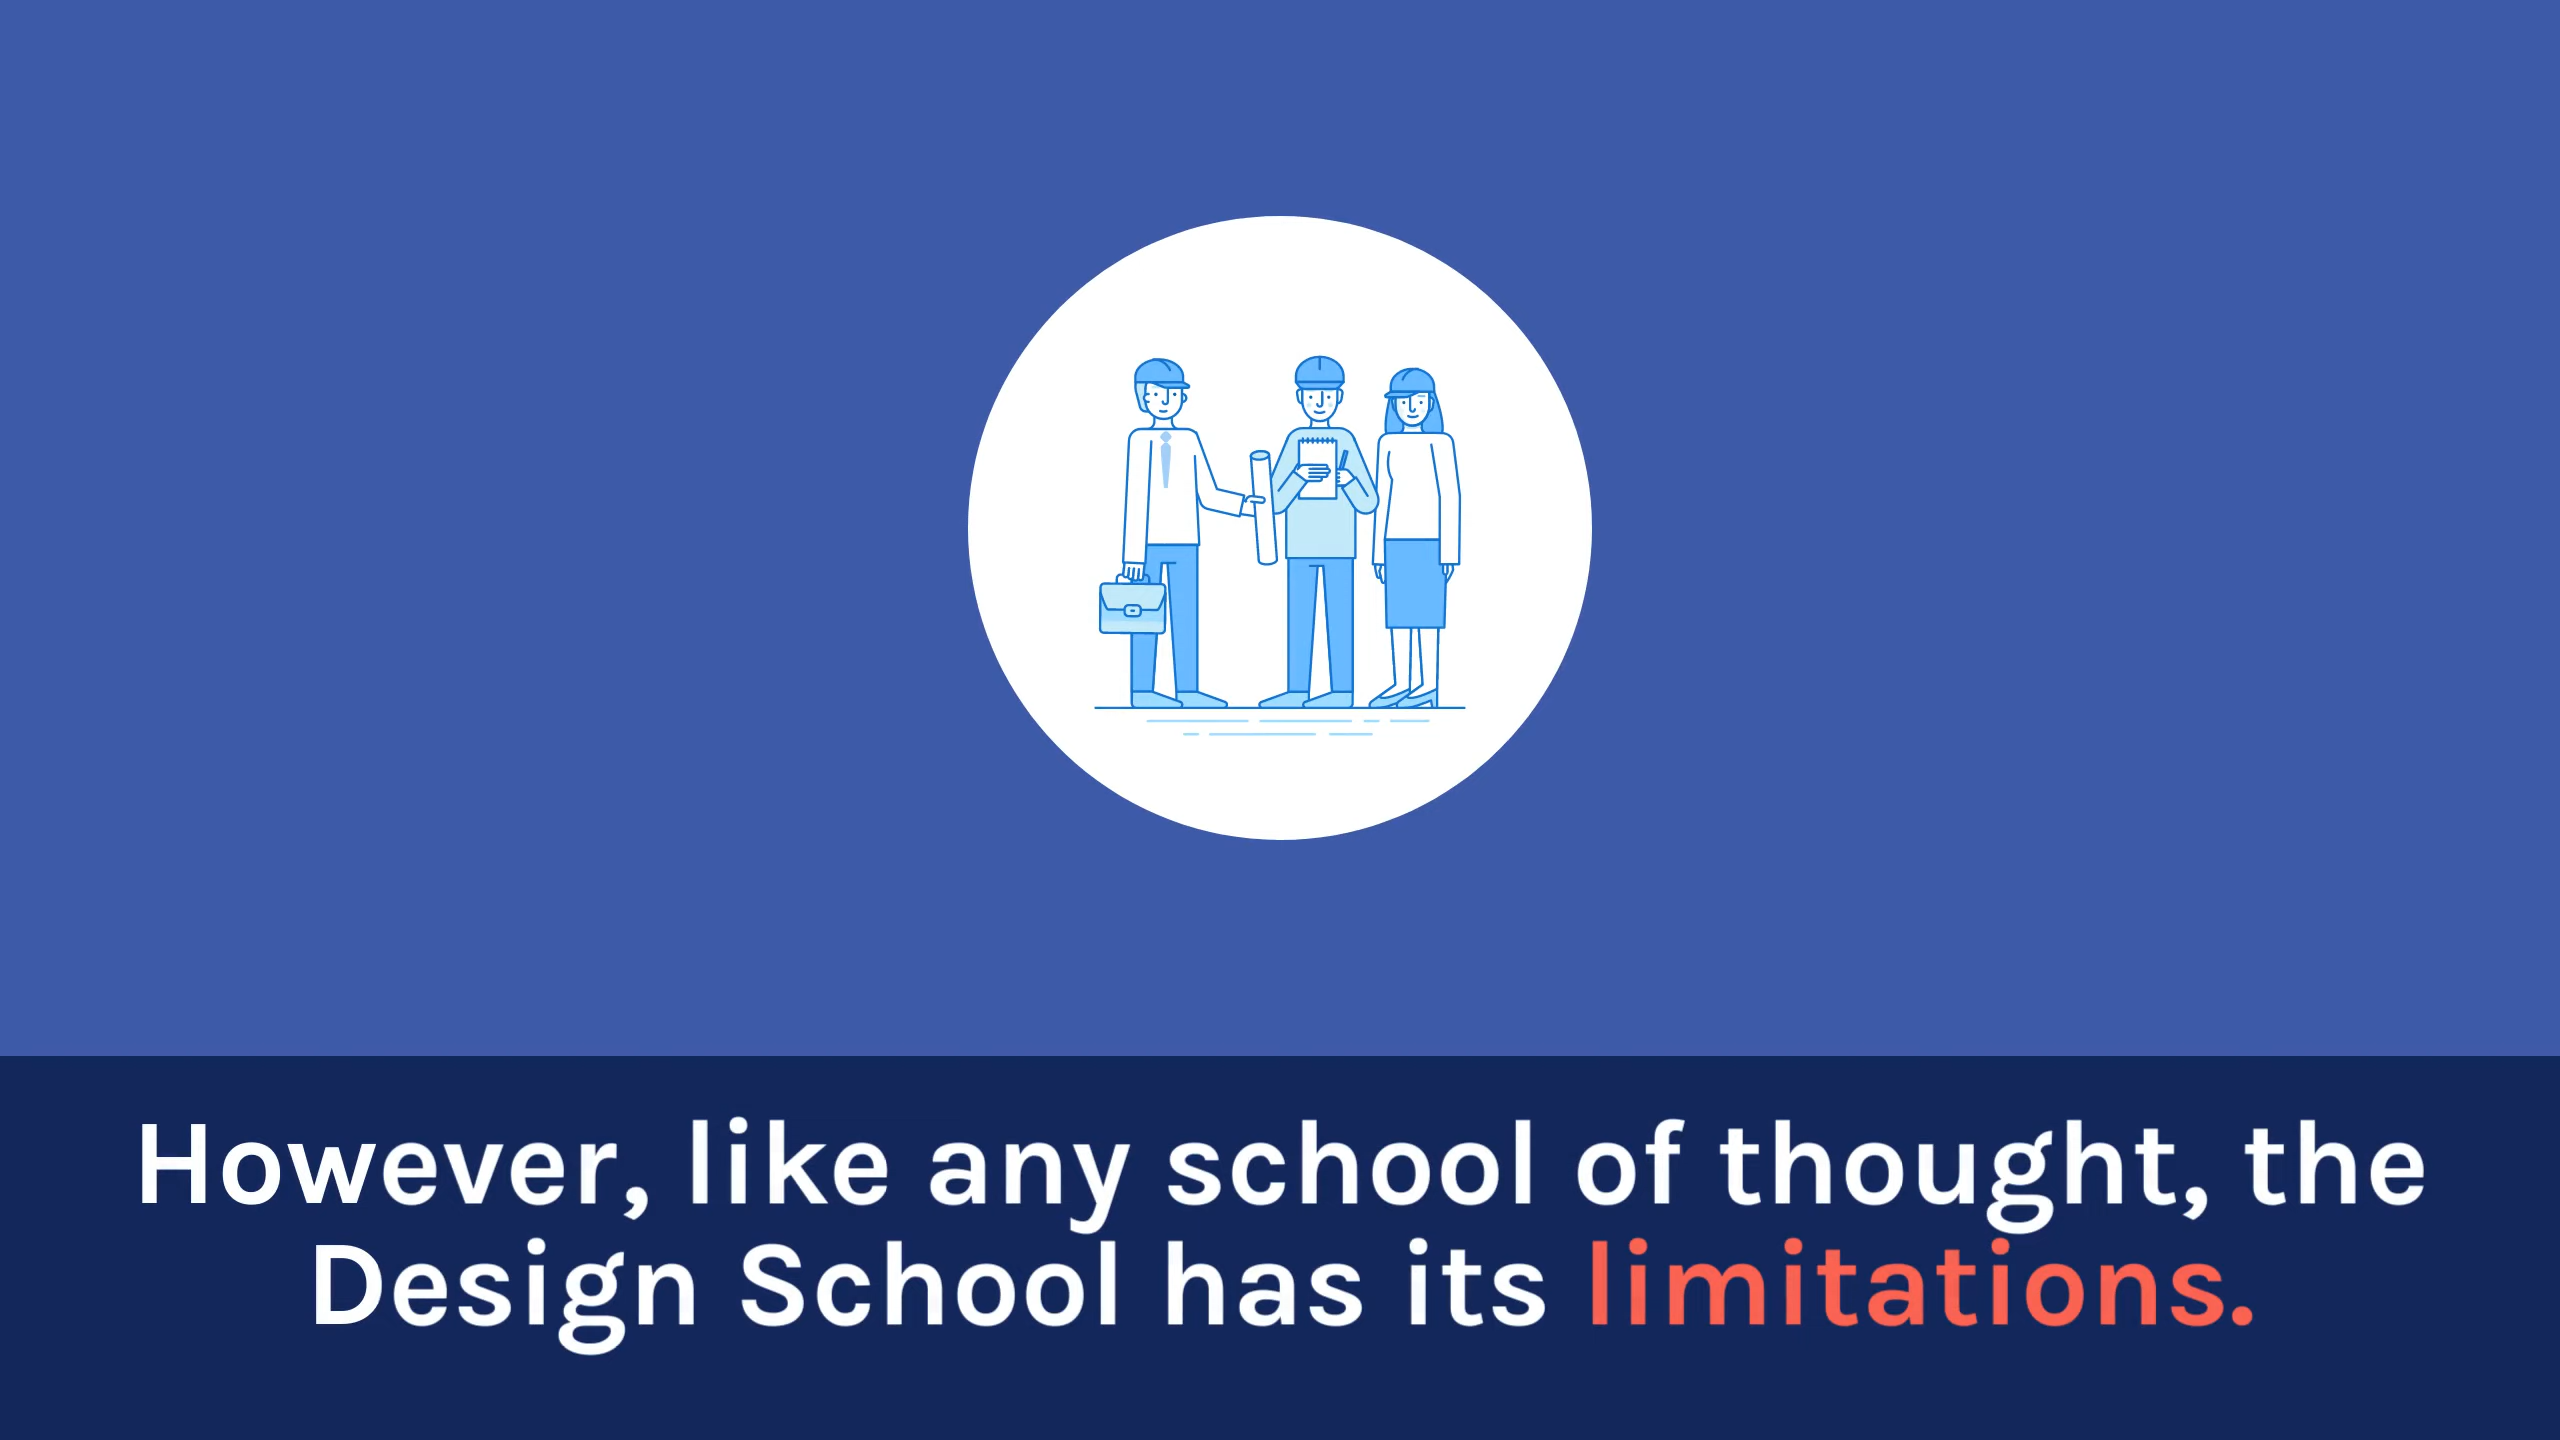 However, like any school of thought, the
Design School has its limitations.